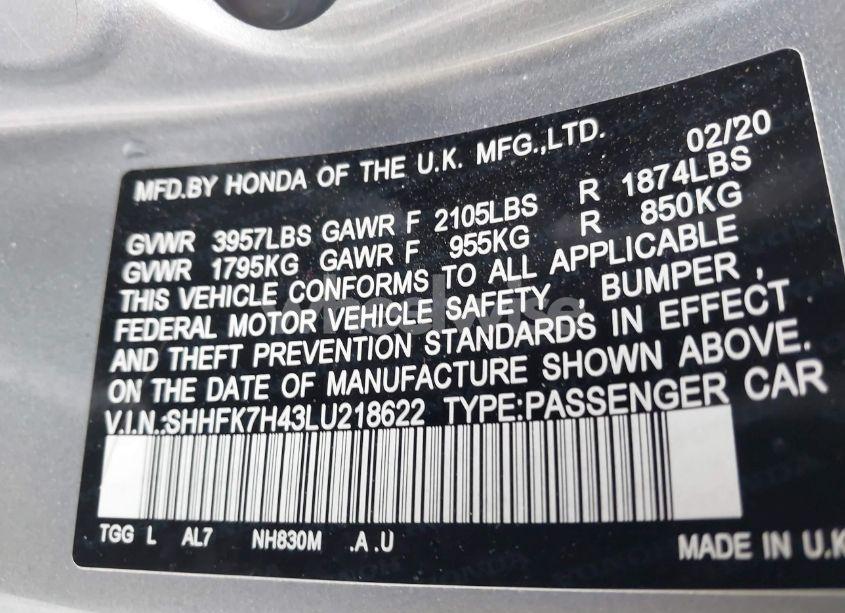 MFD.BY HONDA OF THE U.K. MFG.,LTD. 02/20
GVWR 3957LBS GAWR F 2105LBS R 1874LBS
GVWR 1795KG GAWR F 955KG R 850KG
THIS VEHICLE CONFORMS TO ALL APPLICABLE
FEDERAL MOTOR VEHICLE SAFETY , BUMPER ,
AND THEFT PREVENTION STANDARDS IN EFFECT
ON THE DATE OF MANUFACTURE SHOWN ABOVE.
V.I.N.:SHHFK7H43LU218622 TYPE:PASSENGER CAR
TGG L AL7 NH830M .A.U
MADE IN U.K